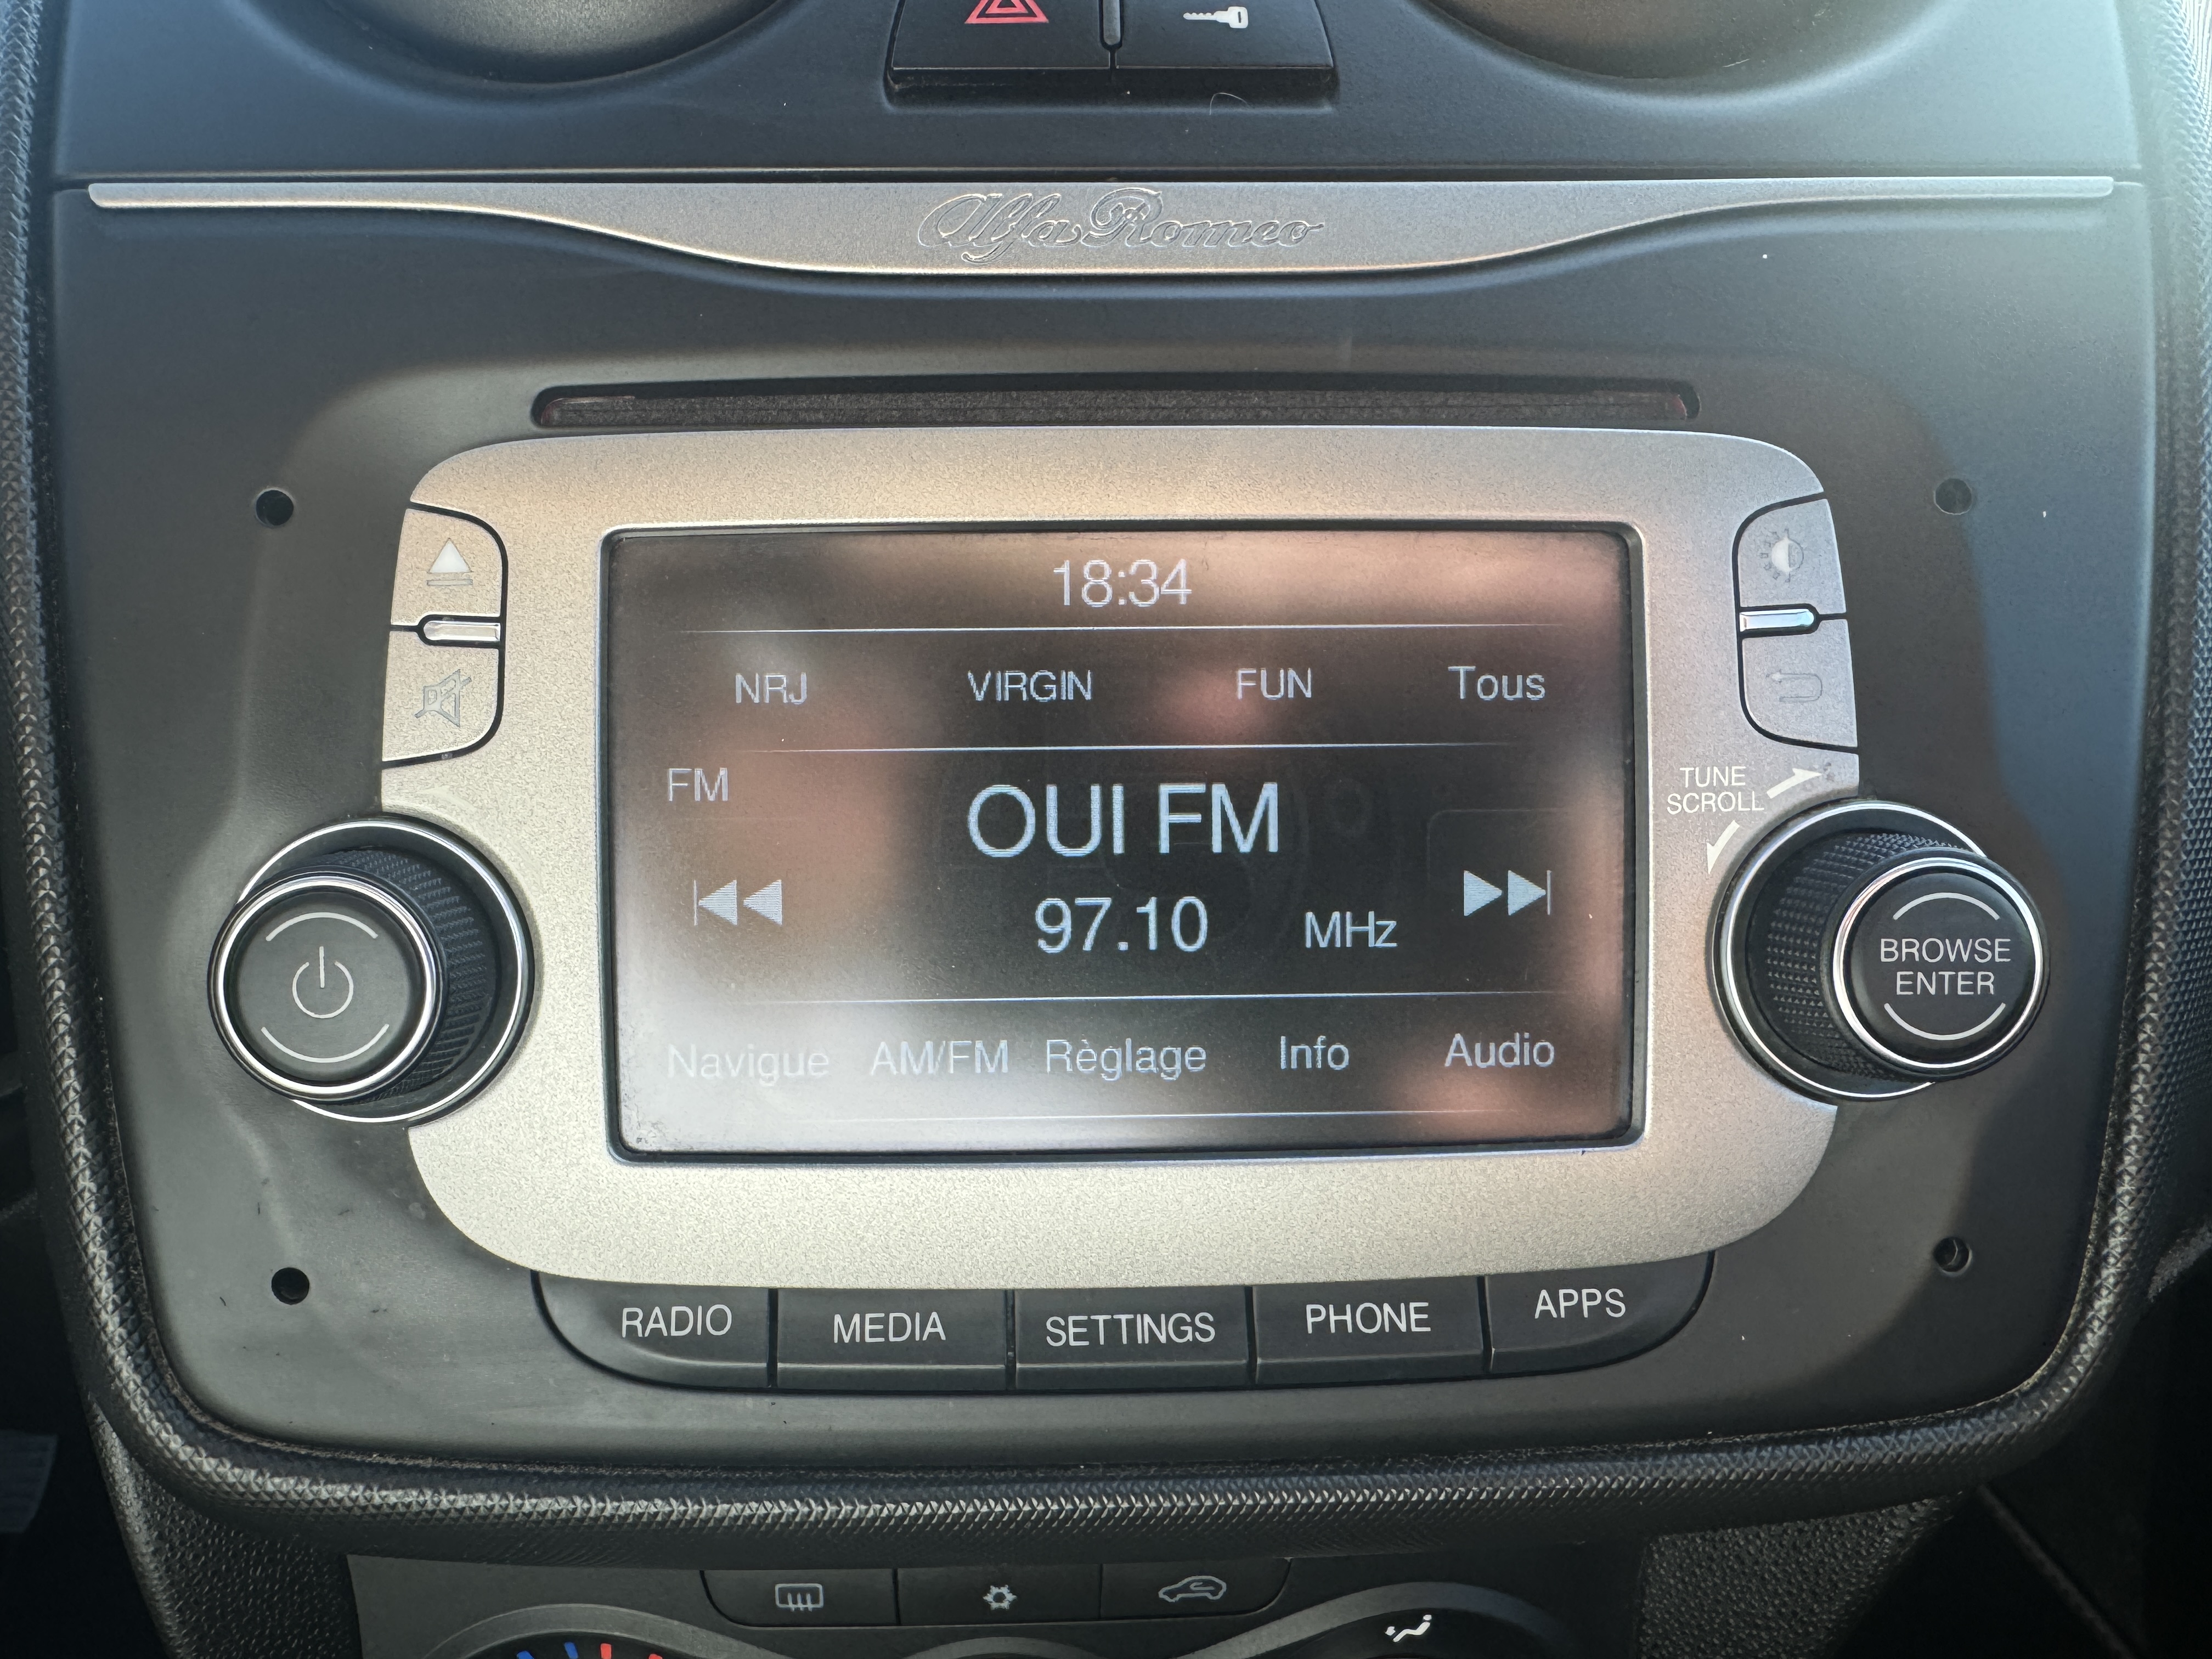 Alfa Romeo
18:34
NRJ VIRGIN FUN Tous
FM
OUI FM
97.10 MHz
Navigue AM/FM Règlage Info Audio
TUNE
SCROLL
BROWSE
ENTER
RADIO MEDIA SETTINGS PHONE APPS